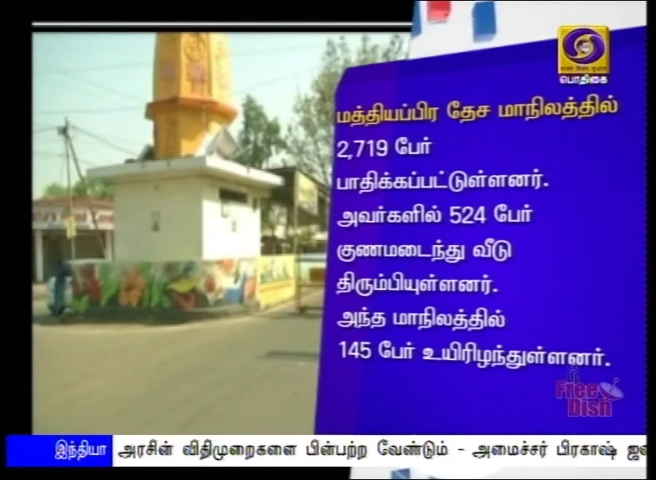 பொதிகை
மத்தியப்பிர தேச மாநிலத்தில்
2,719 பேர்
பாதிக்கப்பட்டுள்ளனர்.
அவர்களில் 524 பேர்
குணமடைந்து வீடு
திரும்பியுள்ளனர்.
அந்த மாநிலத்தில்
145 பேர் உயிரிழந்துள்ளனர்.
Free
Dish
இந்தியா அரசின் விதிமுறைகளை பின்பற்ற வேண்டும் - அமைச்சர் பிரகாஷ்